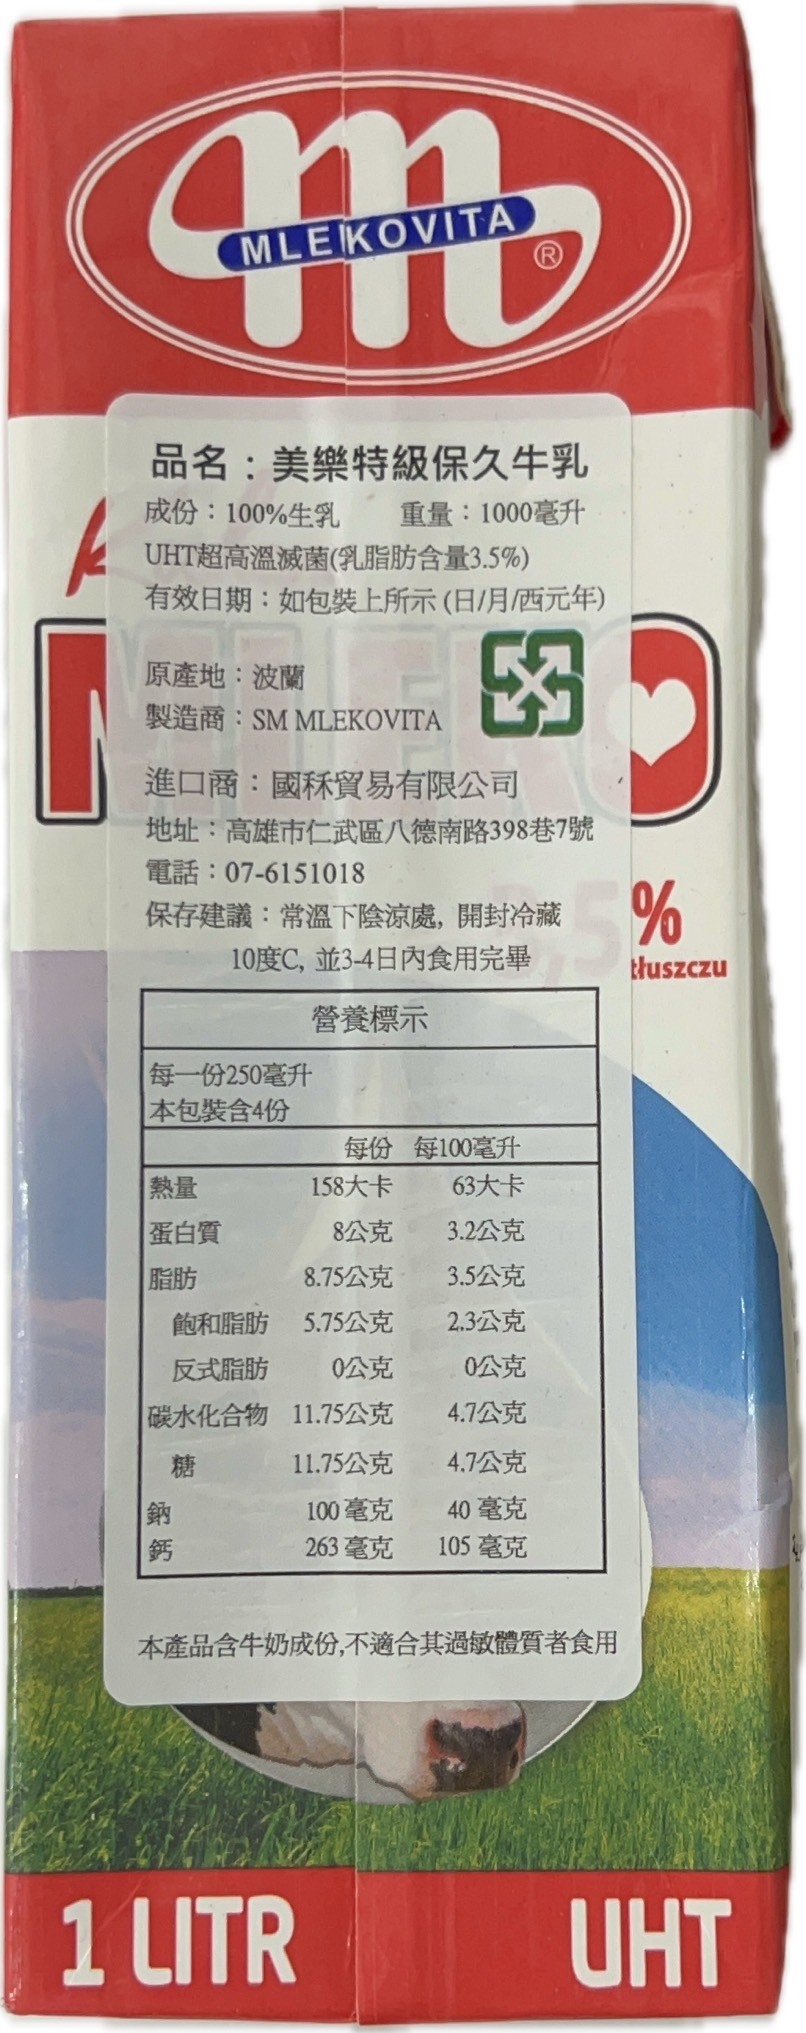 MLEKOVITA
®
品名：美樂特級保久牛乳
成份：100%生乳 重量：1000毫升
UHT超高溫滅菌(乳脂肪含量3.5%)
有效日期：如包裝上所示 (日/月/西元年)
原產地：波蘭
製造商：SM MLEKOVITA
進口商：國秝貿易有限公司
地址：高雄市仁武區八德南路398巷7號
電話：07-6151018
保存建議：常溫下陰涼處, 開封冷藏
10度C, 並3-4日內食用完畢
3,5%
tłuszczu
營養標示
每一份250毫升
本包裝含4份
每份 每100毫升
熱量 158大卡 63大卡
蛋白質 8公克 3.2公克
脂肪 8.75公克 3.5公克
飽和脂肪 5.75公克 2.3公克
反式脂肪 0公克 0公克
碳水化合物 11.75公克 4.7公克
糖 11.75公克 4.7公克
鈉 100 毫克 40 毫克
鈣 263 毫克 105 毫克
本產品含牛奶成份,不適合其過敏體質者食用
1 LITR UHT